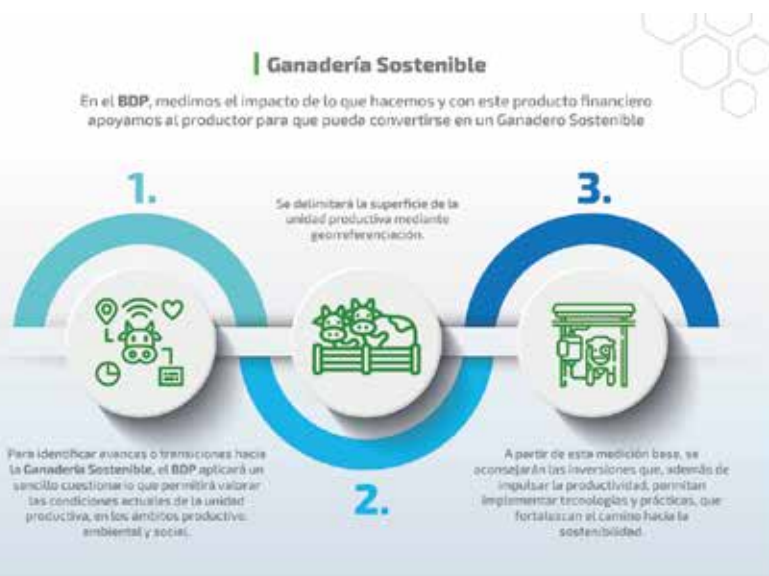 Ganadería Sostenible
En el BDP, medimos el impacto de lo que hacemos y con este producto financiero
apoyamos al productor para que pueda convertirse en un Ganadero Sostenible
1.
Para identificar avances o transiciones hacia
la Ganadería Sostenible, el BDP aplicará un
sencillo cuestionario que permitirá valorar
las condiciones actuales de la unidad
productiva, en los ámbitos productivo,
ambiental y social.
Se delimitará la superficie de la
unidad productiva mediante
georreferenciación.
2.
3.
A partir de esta medición base, se
aconsejarán las inversiones que, además de
impulsar la productividad, permitan
implementar tecnologías y prácticas, que
fortalezcan el camino hacia la
sostenibilidad.